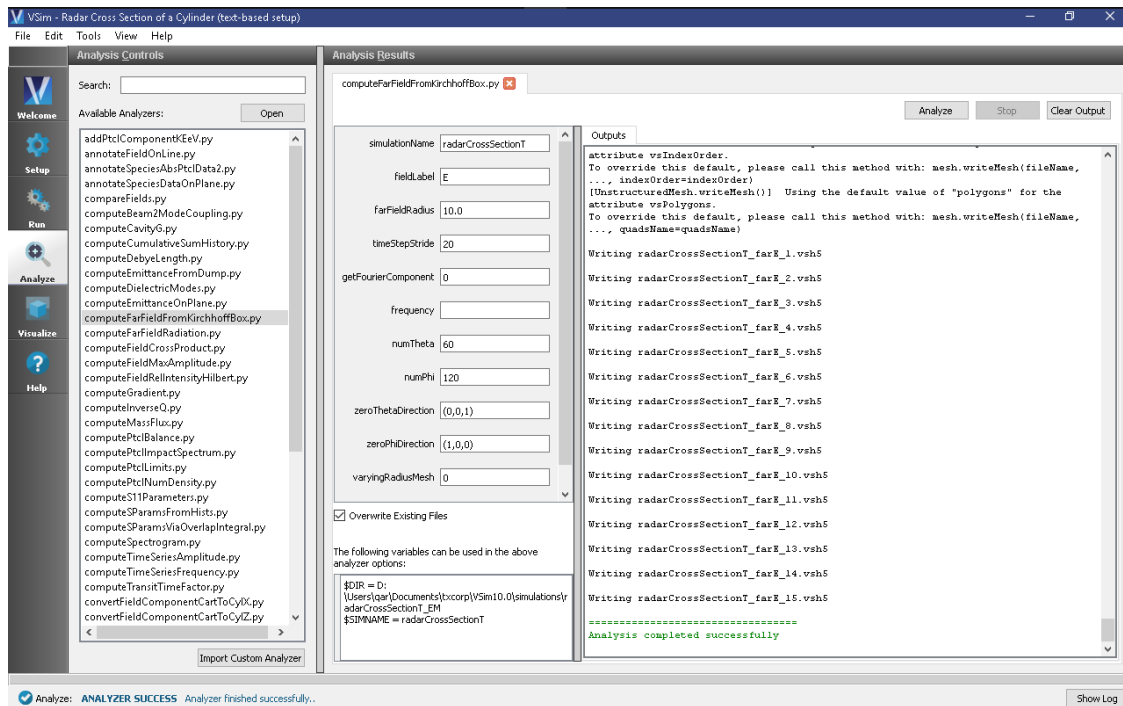 VSim - Radar Cross Section of a Cylinder (text-based setup)
File Edit Tools View Help
Analysis Controls
Analysis Results
Welcome
Setup
Run
Analyze
Visualize
Help
Search:
Available Analyzers:
Open
addPtclComponentKEeV.py
annotateFieldOnLine.py
annotateSpeciesAbsPtclData2.py
annotateSpeciesDataOnPlane.py
compareFields.py
computeBeam2ModeCoupling.py
computeCavityG.py
computeCumulativeSumHistory.py
computeDebyeLength.py
computeEmittanceFromDump.py
computeDielectricModes.py
computeEmittanceOnPlane.py
computeFarFieldFromKirchhoffBox.py
computeFarFieldRadiation.py
computeFieldCrossProduct.py
computeFieldMaxAmplitude.py
computeFieldRelIntensityHilbert.py
computeGradient.py
computeInverseQ.py
computeMassFlux.py
computePtclBalance.py
computePtclImpactSpectrum.py
computePtclLimits.py
computePtclNumDensity.py
computeS11Parameters.py
computeSParamsFromHists.py
computeSParamsViaOverlapIntegral.py
computeSpectrogram.py
computeTimeSeriesAmplitude.py
computeTimeSeriesFrequency.py
computeTransitTimeFactor.py
convertFieldComponentCartToCylX.py
convertFieldComponentCartToCylZ.py
Import Custom Analyzer
computeFarFieldFromKirchhoffBox.py
Analyze Stop Clear Output
simulationName radarCrossSectionT
fieldLabel E
farFieldRadius 10.0
timeStepStride 20
getFourierComponent 0
frequency
numTheta 60
numPhi 120
zeroThetaDirection (0,0,1)
zeroPhiDirection (1,0,0)
varyingRadiusMesh 0
Overwrite Existing Files
The following variables can be used in the above
analyzer options:
$DIR = D:
\Users\qar\Documents\txcorp\VSim10.0\simulations\r
adarCrossSectionT_EM
$SIMNAME = radarCrossSectionT
Outputs
attribute vsIndexOrder.
To override this default, please call this method with: mesh.writeMesh(fileName,
..., indexOrder=indexOrder)
[UnstructuredMesh.writeMesh()] Using the default value of "polygons" for the
attribute vsPolygons.
To override this default, please call this method with: mesh.writeMesh(fileName,
..., quadsName=quadsName)
Writing radarCrossSectionT_farE_1.vsh5
Writing radarCrossSectionT_farE_2.vsh5
Writing radarCrossSectionT_farE_3.vsh5
Writing radarCrossSectionT_farE_4.vsh5
Writing radarCrossSectionT_farE_5.vsh5
Writing radarCrossSectionT_farE_6.vsh5
Writing radarCrossSectionT_farE_7.vsh5
Writing radarCrossSectionT_farE_8.vsh5
Writing radarCrossSectionT_farE_9.vsh5
Writing radarCrossSectionT_farE_10.vsh5
Writing radarCrossSectionT_farE_11.vsh5
Writing radarCrossSectionT_farE_12.vsh5
Writing radarCrossSectionT_farE_13.vsh5
Writing radarCrossSectionT_farE_14.vsh5
Writing radarCrossSectionT_farE_15.vsh5
==================================
Analysis completed successfully
Analyze: ANALYZER SUCCESS Analyzer finished successfully..
Show Log